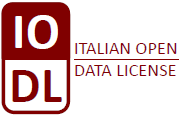 IO
DL
ITALIAN OPEN
DATA LICENSE